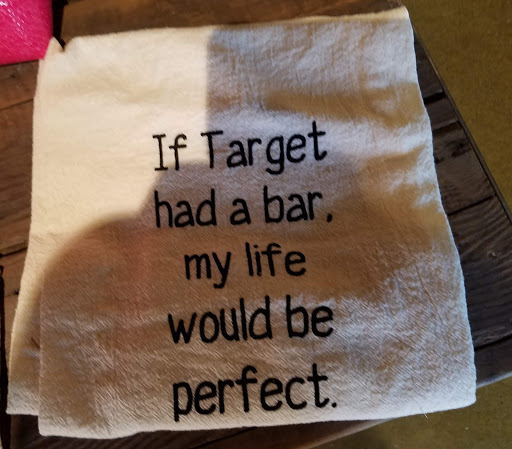 If Target
had a bar,
my life
would be
perfect.